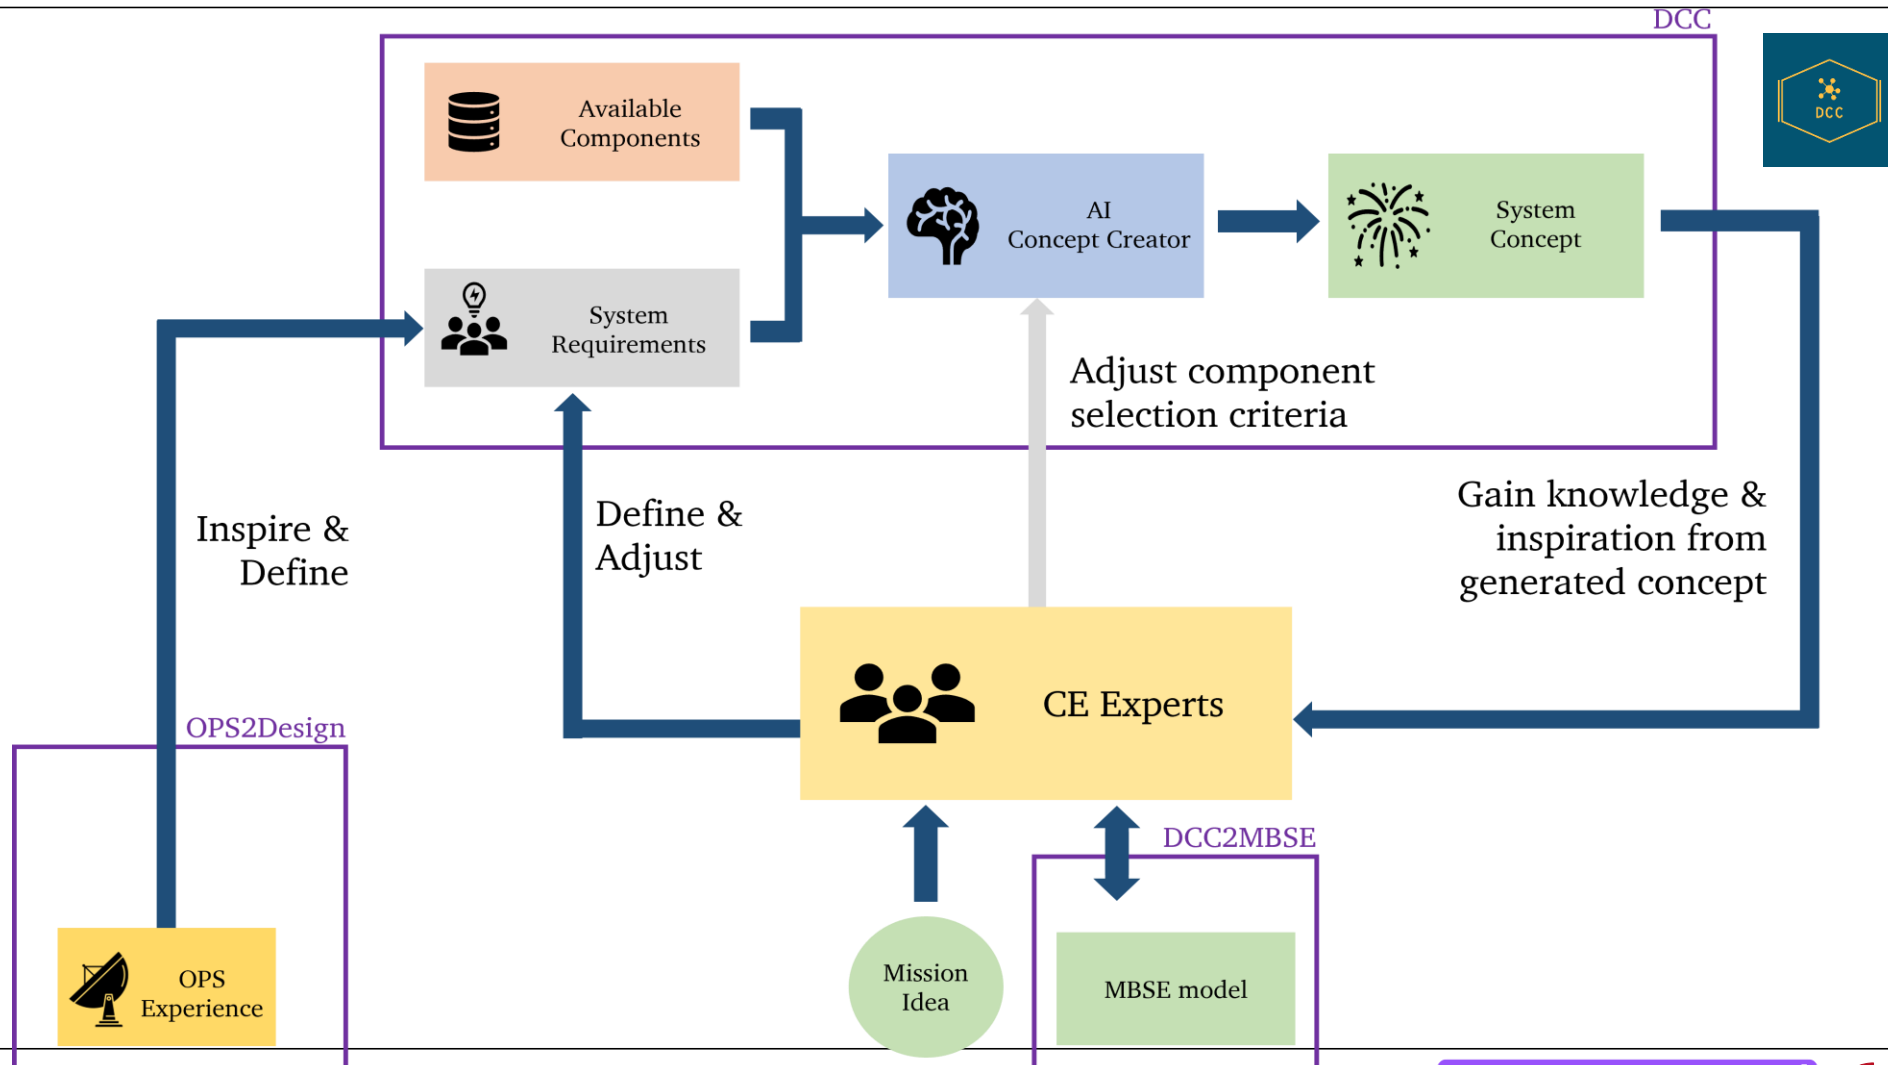 DCC
Available
Components
DCC
AI
Concept Creator
System
Concept
System
Requirements
Adjust component
selection criteria
Inspire &
Define
Define &
Adjust
Gain knowledge &
inspiration from
generated concept
CE Experts
OPS2Design
DCC2MBSE
OPS
Experience
Mission
Idea
MBSE model